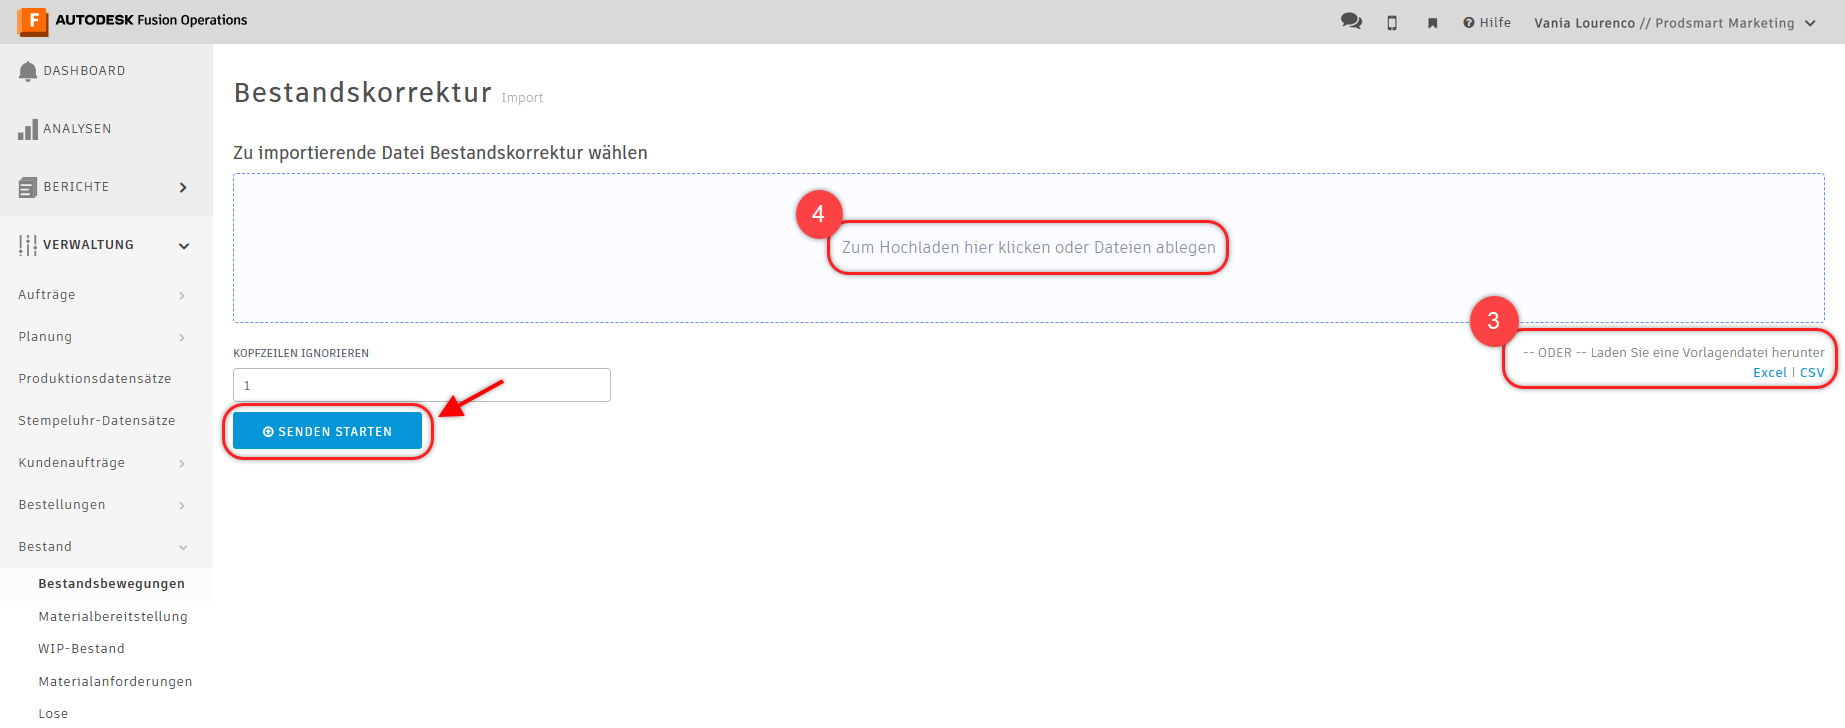 F AUTODESK Fusion Operations
Hilfe
Vania Lourenco // Prodsmart Marketing
DASHBOARD
ANALYSEN
BERICHTE
VERWALTUNG
Aufträge
Planung
Produktionsdatensätze
Stempeluhr-Datensätze
Kundenaufträge
Bestellungen
Bestand
Bestandsbewegungen
Materialbereitstellung
WIP-Bestand
Materialanforderungen
Lose
Bestandskorrektur Import
Zu importierende Datei Bestandskorrektur wählen
4
Zum Hochladen hier klicken oder Dateien ablegen
3
-- ODER -- Laden Sie eine Vorlagendatei herunter
Excel | CSV
KOPFZEILEN IGNORIEREN
1
SENDEN STARTEN